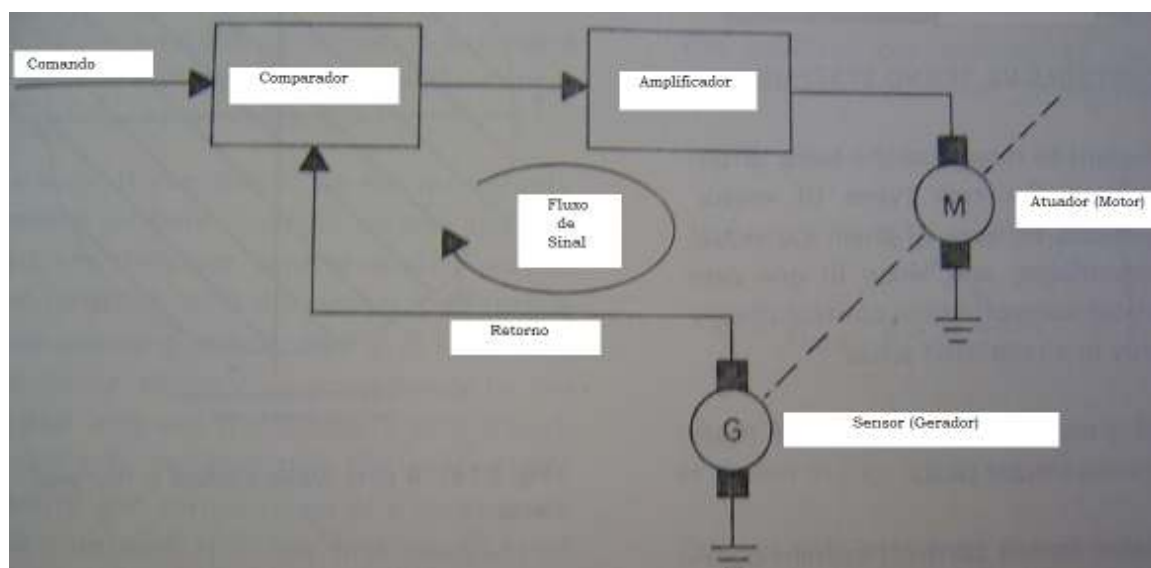 Comando
Comparador
Amplificador
M
Atuador (Motor)
Fluxo
de
Sinal
Retorno
G
Sensor (Gerador)